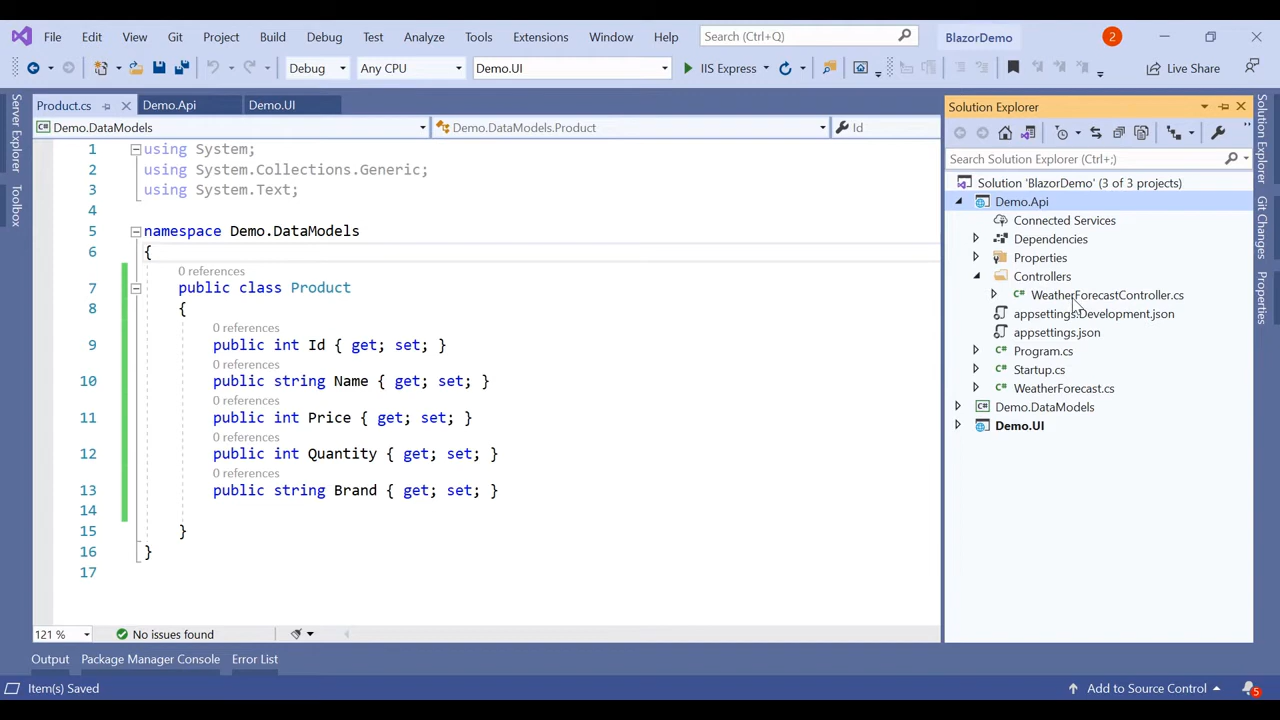 File Edit View Git Project Build Debug Test Analyze Tools Extensions Window Help Search (Ctrl+Q) BlazorDemo 2
Debug Any CPU Demo.UI IIS Express Live Share
Product.cs Demo.Api Demo.UI
Demo.DataModels Demo.DataModels.Product Id
1 using System;
2 using System.Collections.Generic;
3 using System.Text;
4
5 namespace Demo.DataModels
6 {
0 references
7 public class Product
8 {
0 references
9 public int Id { get; set; }
0 references
10 public string Name { get; set; }
0 references
11 public int Price { get; set; }
0 references
12 public int Quantity { get; set; }
0 references
13 public string Brand { get; set; }
14
15 }
16 }
17
121 % No issues found
Server Explorer
Toolbox
Solution Explorer
Search Solution Explorer (Ctrl+;)
Solution 'BlazorDemo' (3 of 3 projects)
Demo.Api
Connected Services
Dependencies
Properties
Controllers
WeatherForecastController.cs
appsettings.Development.json
appsettings.json
Program.cs
Startup.cs
WeatherForecast.cs
Demo.DataModels
Demo.UI
Solution Explorer
Git Changes
Properties
Output Package Manager Console Error List
Item(s) Saved Add to Source Control 5